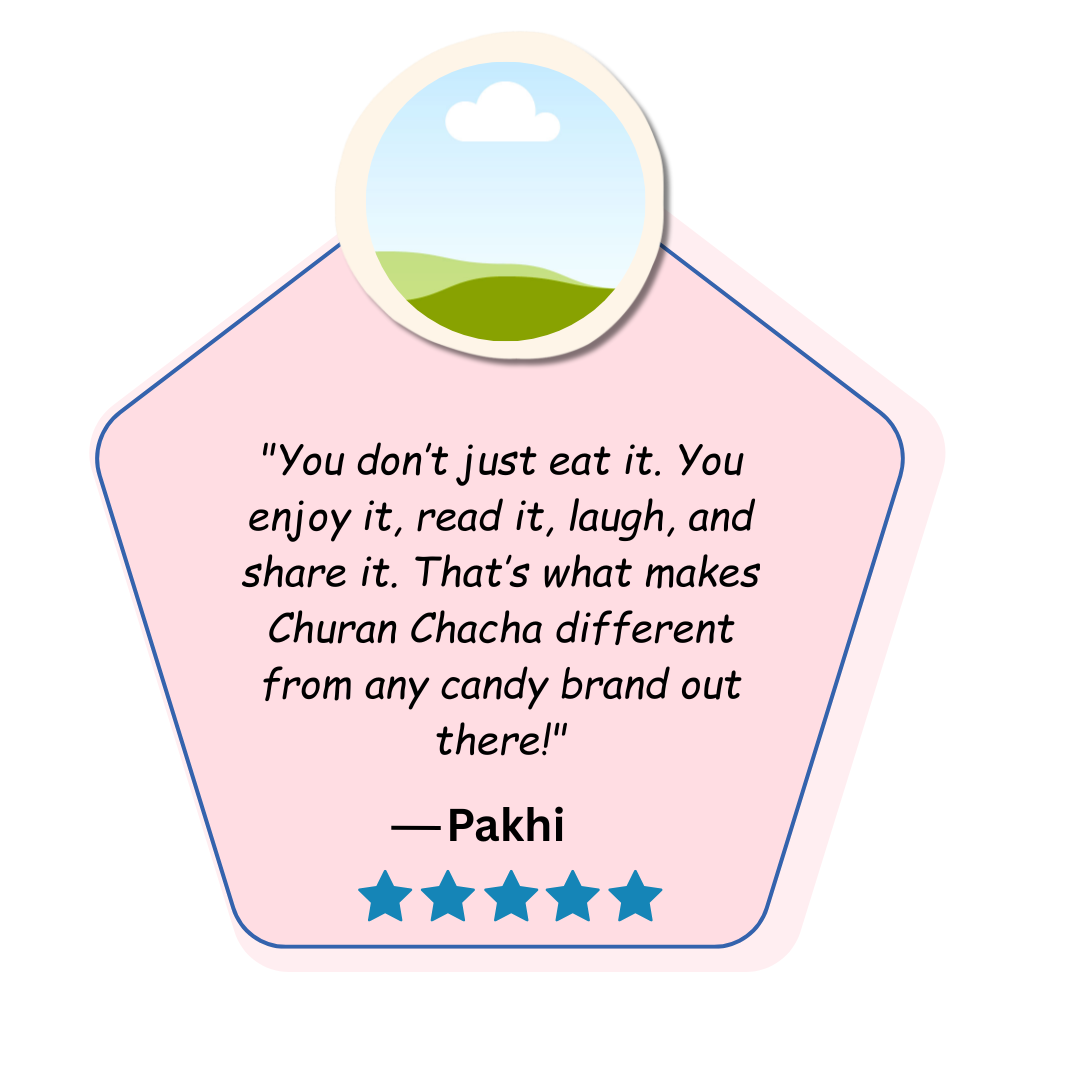 "You don’t just eat it. You
enjoy it, read it, laugh, and
share it. That’s what makes
Churan Chacha different
from any candy brand out
there!"
— Pakhi